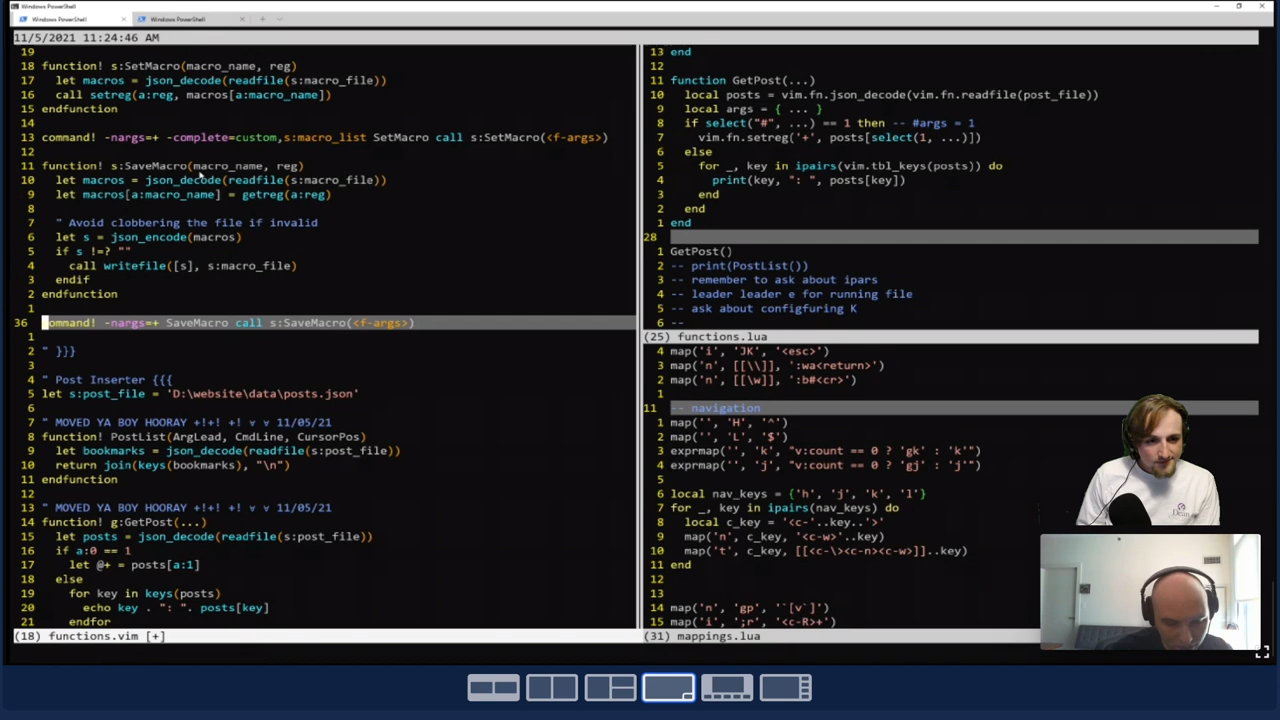 Windows PowerShell
Windows PowerShell
Windows PowerShell
11/5/2021 11:24:46 AM
19
18 function! s:SetMacro(macro_name, reg)
17 let macros = json_decode(readfile(s:macro_file))
16 call setreg(a:reg, macros[a:macro_name])
15 endfunction
14
13 command! -nargs=+ -complete=custom,s:macro_list SetMacro call s:SetMacro(<f-args>)
12
11 function! s:SaveMacro(macro_name, reg)
10 let macros = json_decode(readfile(s:macro_file))
9 let macros[a:macro_name] = getreg(a:reg)
8
7 " Avoid clobbering the file if invalid
6 let s = json_encode(macros)
5 if s !=? ""
4 call writefile([s], s:macro_file)
3 endif
2 endfunction
1
36 command! -nargs=+ SaveMacro call s:SaveMacro(<f-args>)
1
2 " }}}
3
4 " Post Inserter {{{
5 let s:post_file = 'D:\website\data\posts.json'
6
7 " MOVED YA BOY HOORAY +!+! +! v v 11/05/21
8 function! PostList(ArgLead, CmdLine, CursorPos)
9 let bookmarks = json_decode(readfile(s:post_file))
10 return join(keys(bookmarks), "\n")
11 endfunction
12
13 " MOVED YA BOY HOORAY +!+! +! v v 11/05/21
14 function! g:GetPost(...)
15 let posts = json_decode(readfile(s:post_file))
16 if a:0 == 1
17 let @+ = posts[a:1]
18 else
19 for key in keys(posts)
20 echo key . ": ". posts[key]
21 endfor
(18) functions.vim [+]
13 end
12
11 function GetPost(...)
10 local posts = vim.fn.json_decode(vim.fn.readfile(post_file))
9 local args = { ... }
8 if select("#", ...) == 1 then -- #args = 1
7 vim.fn.setreg('+', posts[select(1, ...)])
6 else
5 for _, key in ipairs(vim.tbl_keys(posts)) do
4 print(key, ": ", posts[key])
3 end
2 end
1 end
28
1 GetPost()
2 -- print(PostList())
3 -- remember to ask about ipars
4 -- leader leader e for running file
5 -- ask about configfuring K
6 --
(25) functions.lua
4 map('i', 'JK', '<esc>')
3 map('n', [[\\]], ':wa<return>')
2 map('n', [[\w]], ':b#<cr>')
1
11 -- navigation
1 map('', 'H', '^')
2 map('', 'L', '$')
3 exprmap('', 'k', "v:count == 0 ? 'gk' : 'k'")
4 exprmap('', 'j', "v:count == 0 ? 'gj' : 'j'")
5
6 local nav_keys = {'h', 'j', 'k', 'l'}
7 for _, key in ipairs(nav_keys) do
8 local c_key = '<c-'..key..'>'
9 map('n', c_key, '<c-w>'..key)
10 map('t', c_key, [[<c-\><c-n><c-w>]]..key)
11 end
12
13
14 map('n', 'gp', '`[v`]')
15 map('i', ';r', '<c-R>+')
(31) mappings.lua